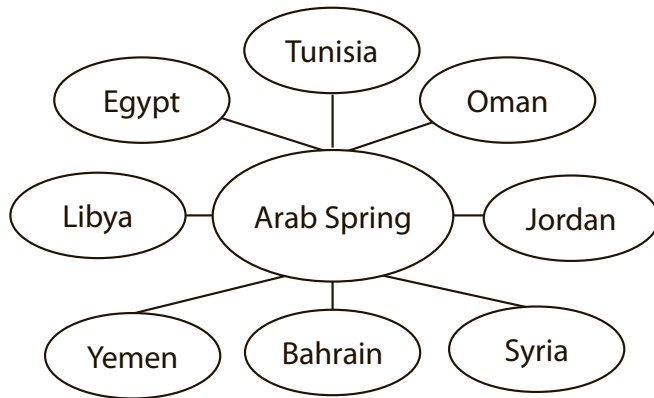 Tunisia
Egypt
Oman
Libya
Arab Spring
Jordan
Yemen
Bahrain
Syria